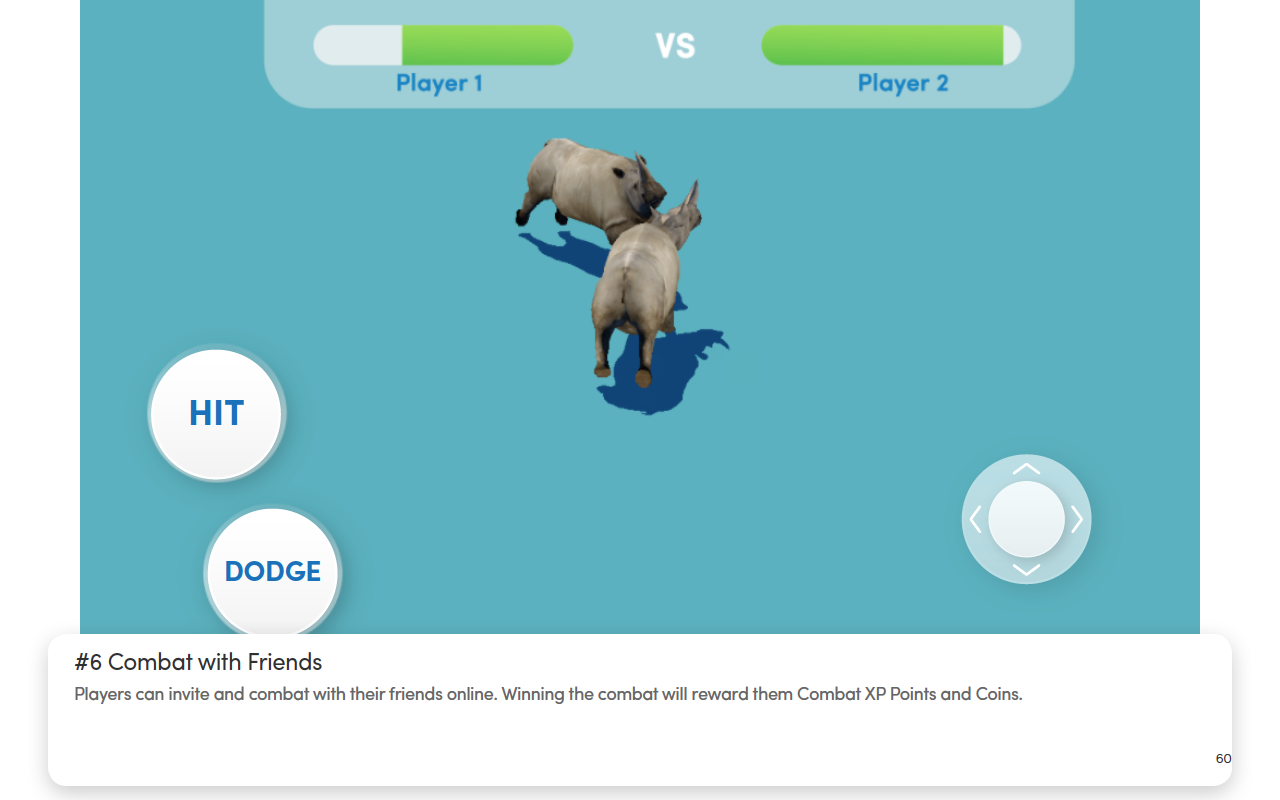 VS
Player 1
Player 2
HIT
DODGE
#6 Combat with Friends
Players can invite and combat with their friends online. Winning the combat will reward them Combat XP Points and Coins.
60